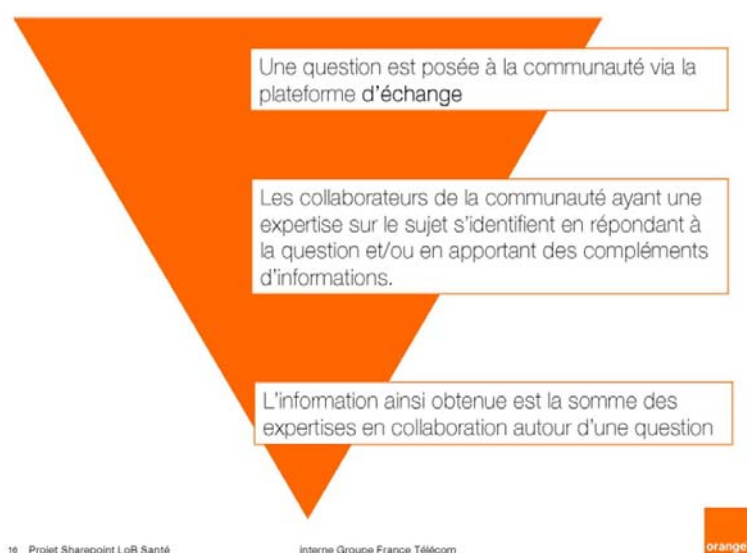 Une question est posée à la communauté via la
plateforme d'échange
Les collaborateurs de la communauté ayant une
expertise sur le sujet s'identifient en répondant à
la question et/ou en apportant des compléments
d'informations.
L'information ainsi obtenue est la somme des
expertises en collaboration autour d'une question
16 Projet Sharepoint LoB Santé
interne Groupe France Télécom
orange